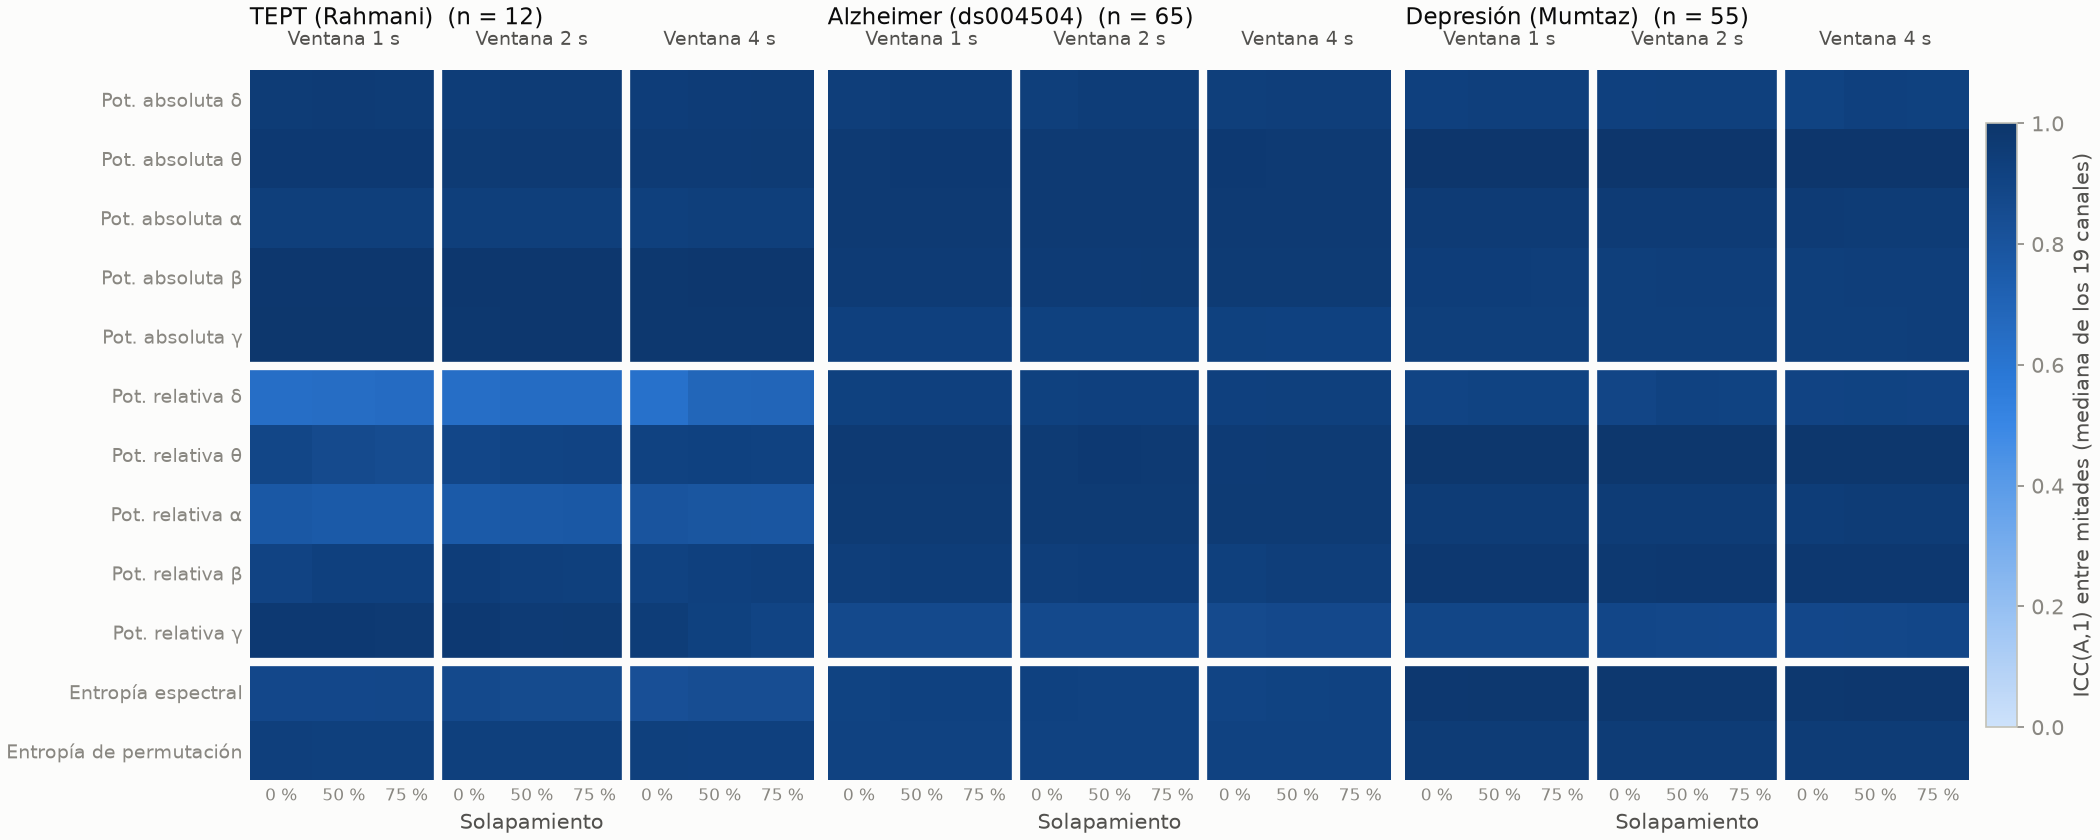 TEPT (Rahmani)  (n = 12)
Alzheimer (ds004504)  (n = 65)
Depresión (Mumtaz)  (n = 55)
Ventana 1 s
Ventana 2 s
Ventana 4 s
Ventana 1 s
Ventana 2 s
Ventana 4 s
Ventana 1 s
Ventana 2 s
Ventana 4 s
Pot. absoluta δ
Pot. absoluta θ
Pot. absoluta α
Pot. absoluta β
Pot. absoluta γ
Pot. relativa δ
Pot. relativa θ
Pot. relativa α
Pot. relativa β
Pot. relativa γ
Entropía espectral
Entropía de permutación
0 %
50 %
75 %
0 %
50 %
75 %
0 %
50 %
75 %
0 %
50 %
75 %
0 %
50 %
75 %
0 %
50 %
75 %
0 %
50 %
75 %
0 %
50 %
75 %
0 %
50 %
75 %
Solapamiento
Solapamiento
Solapamiento
1.0
0.8
0.6
0.4
0.2
0.0
ICC(A,1) entre mitades (mediana de los 19 canales)